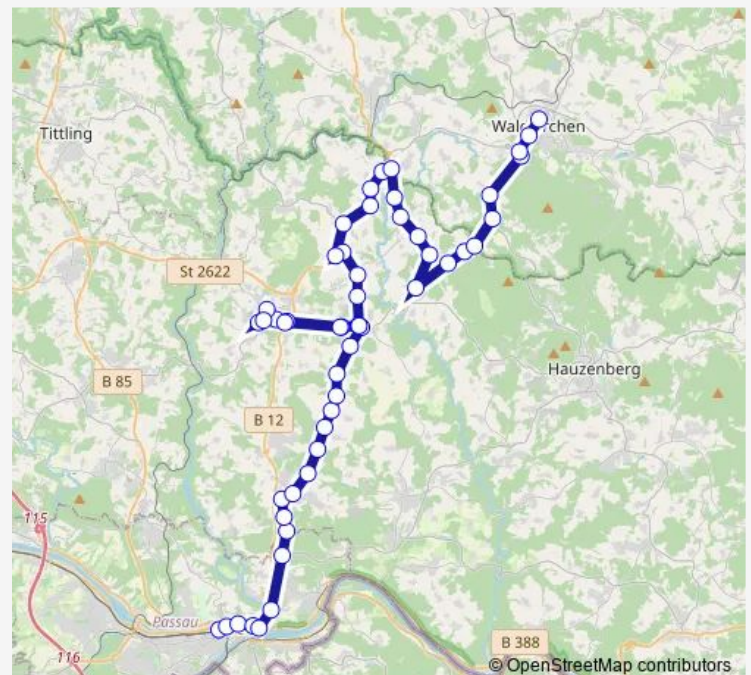 Tittling
Waldkirchen
St 2622
B 85
Hauzenberg
B 12
115
Passau
116
B 388
© OpenStreetMap contributors